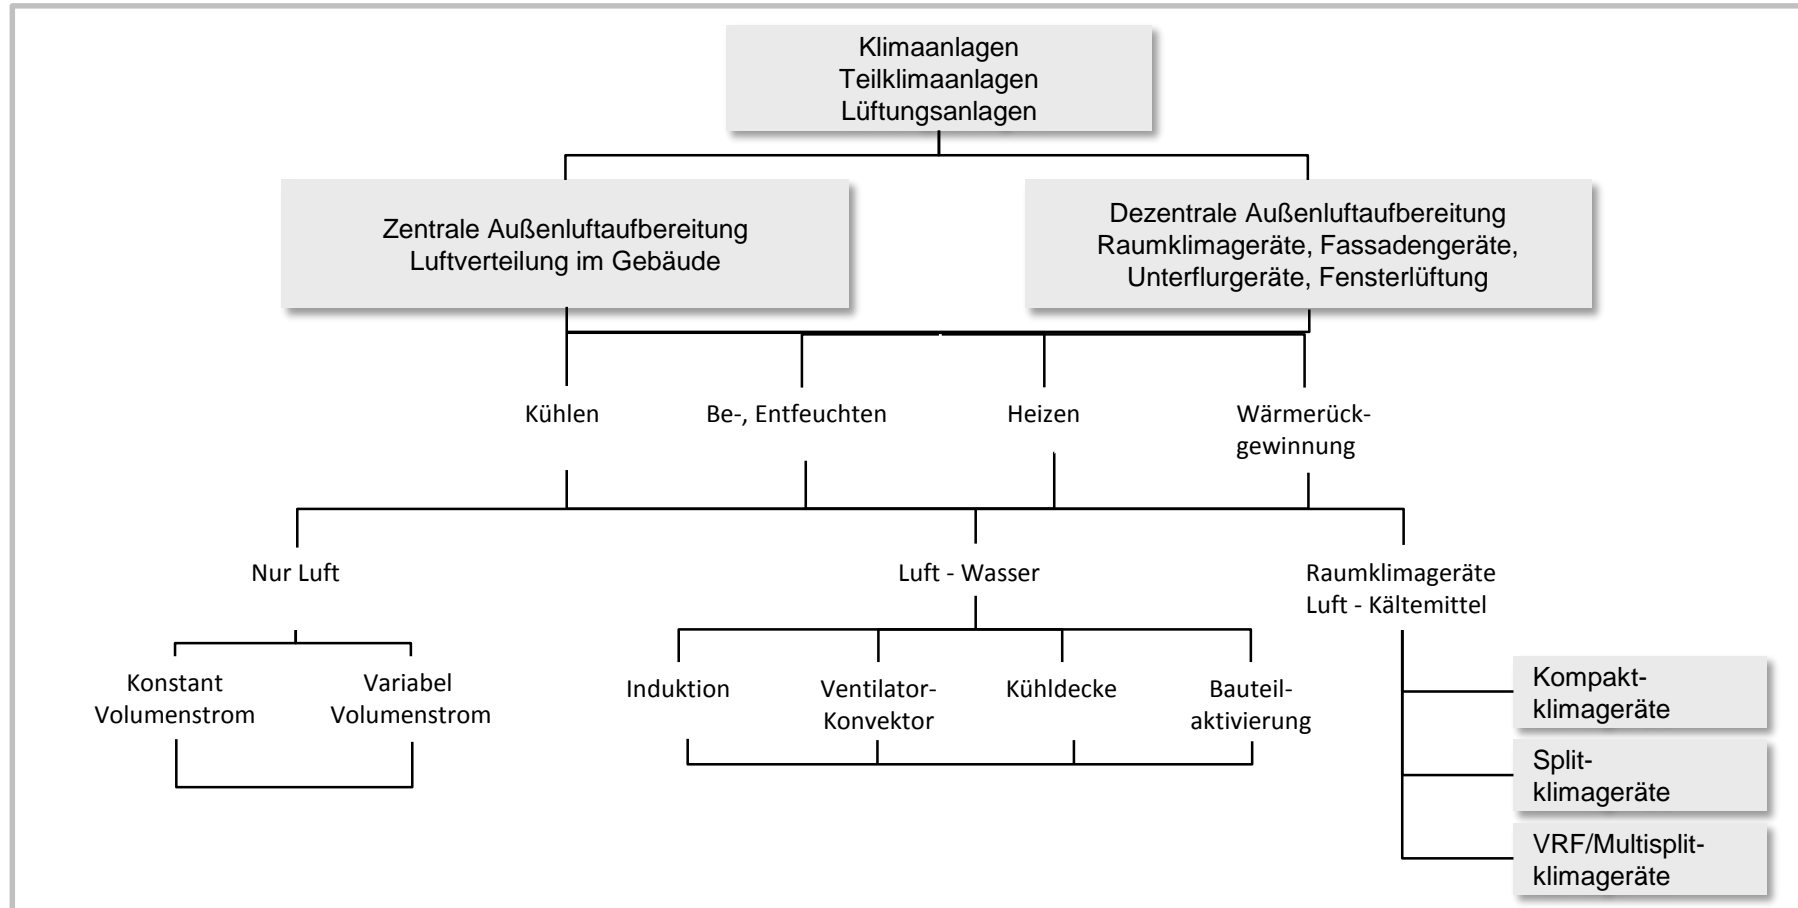 Klimaanlagen
Teilklimaanlagen
Lüftungsanlagen
Zentrale Außenluftaufbereitung
Luftverteilung im Gebäude
Dezentrale Außenluftaufbereitung
Raumklimageräte, Fassadengeräte,
Unterflurgeräte, Fensterlüftung
Kühlen
Be-, Entfeuchten
Heizen
Wärmerück-
gewinnung
Nur Luft
Luft - Wasser
Raumklimageräte
Luft - Kältemittel
Konstant
Volumenstrom
Variabel
Volumenstrom
Induktion
Ventilator-
Konvektor
Kühldecke
Bauteil-
aktivierung
Kompakt-
klimageräte
Split-
klimageräte
VRF/Multisplit-
klimageräte